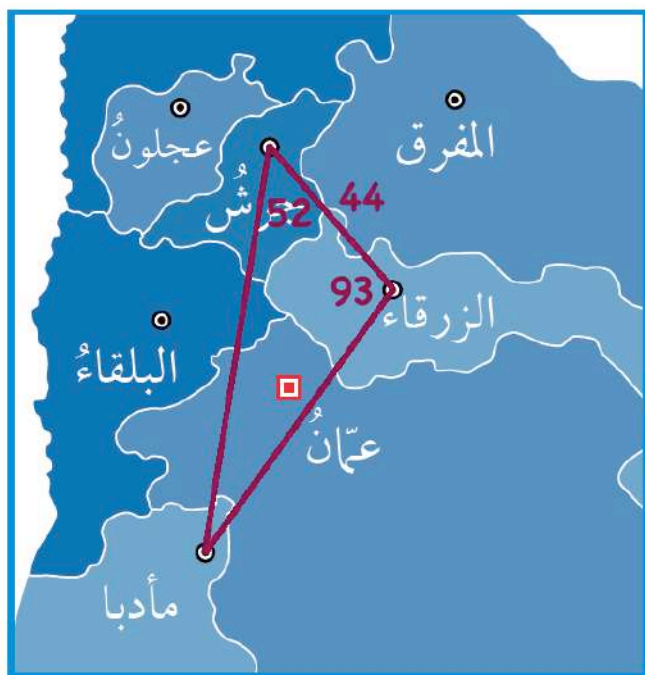 عجلونُ
المفرق
جرشُ
52
44
93
الزرقاء
البلقاءُ
عمّانُ
مأدبا